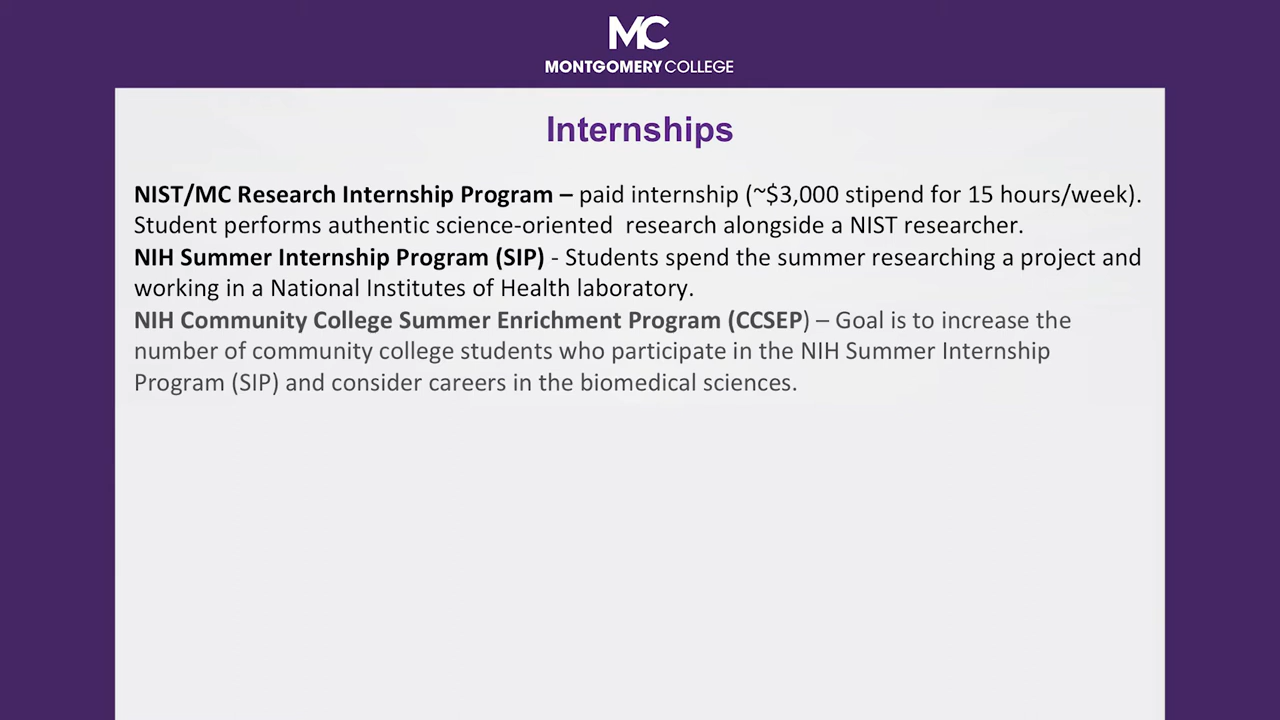 MC
MONTGOMERY COLLEGE
Internships
NIST/MC Research Internship Program – paid internship (~$3,000 stipend for 15 hours/week).
Student performs authentic science-oriented  research alongside a NIST researcher.
NIH Summer Internship Program (SIP) - Students spend the summer researching a project and
working in a National Institutes of Health laboratory.
NIH Community College Summer Enrichment Program (CCSEP) – Goal is to increase the
number of community college students who participate in the NIH Summer Internship
Program (SIP) and consider careers in the biomedical sciences.